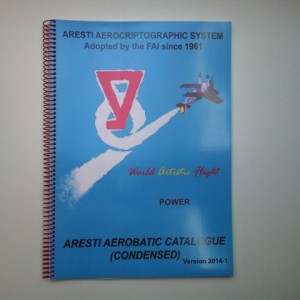 ARESTI AEROCRIPTOGRAPHIC SYSTEM
Adopted by the FAI since 1961
World Artistic Flight
POWER
ARESTI AEROBATIC CATALOGUE
(CONDENSED) Version 2014-1